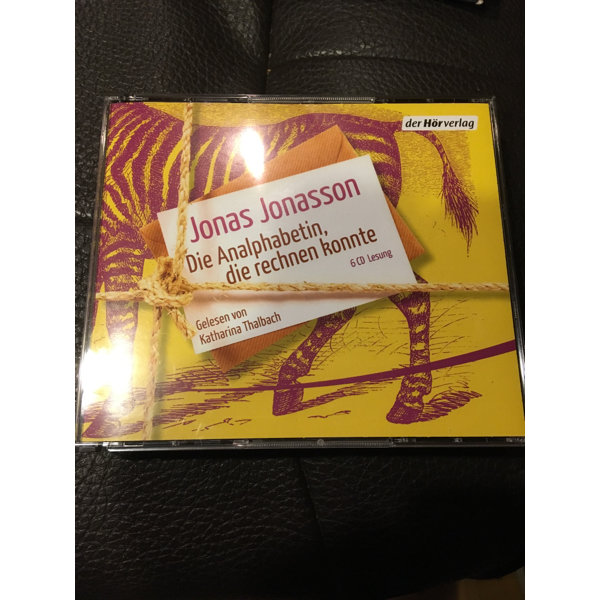 der Hörverlag
Jonas Jonasson
Die Analphabetin,
die rechnen konnte
6 CD Lesung
Gelesen von
Katharina Thalbach